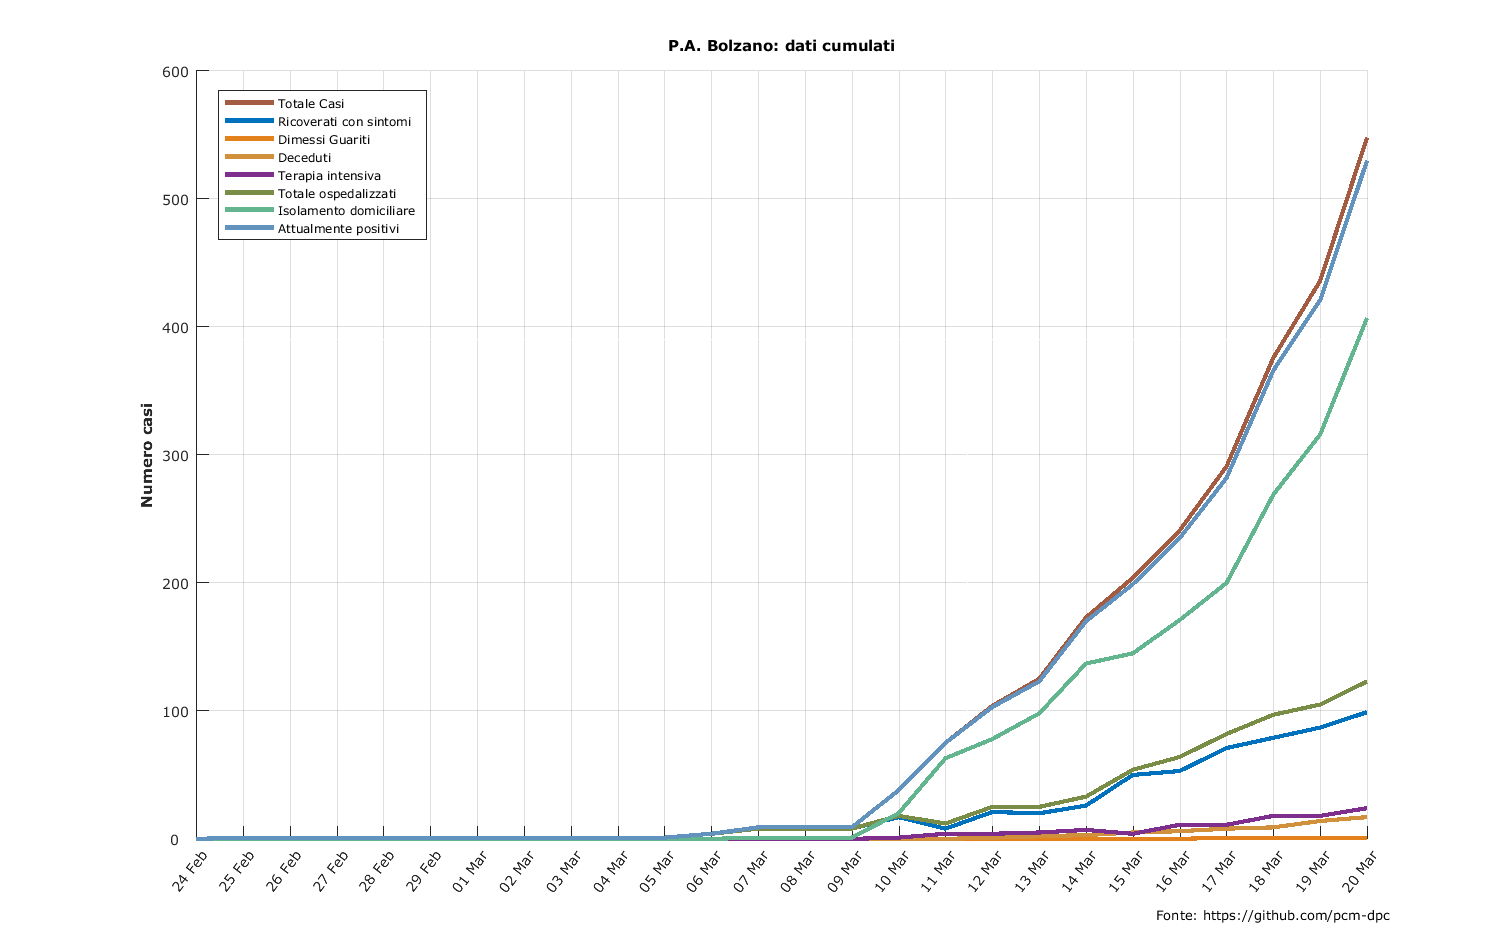 P.A. Bolzano: dati cumulati
600
500
400
300
200
100
0
Numero casi
Totale Casi
Ricoverati con sintomi
Dimessi Guariti
Deceduti
Terapia intensiva
Totale ospedalizzati
Isolamento domiciliare
Attualmente positivi
24 Feb
25 Feb
26 Feb
27 Feb
28 Feb
29 Feb
01 Mar
02 Mar
03 Mar
04 Mar
05 Mar
06 Mar
07 Mar
08 Mar
09 Mar
10 Mar
11 Mar
12 Mar
13 Mar
14 Mar
15 Mar
16 Mar
17 Mar
18 Mar
19 Mar
20 Mar
Fonte: https://github.com/pcm-dpc